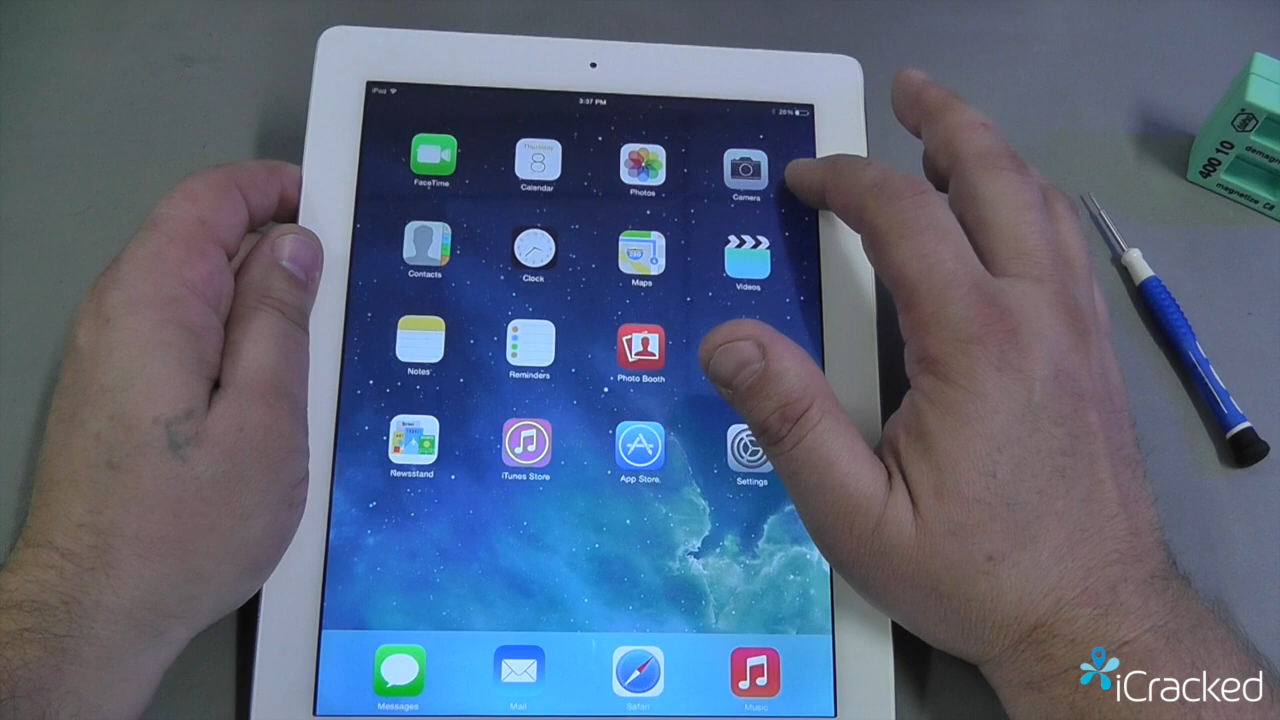 iPad
3:37 PM
26%
FaceTime
Thursday
8
Calendar
Photos
Camera
Contacts
Clock
280
Maps
Videos
Notes
Reminders
Photo Booth
Newsstand
iTunes Store
App Store
Settings
Messages
Mail
Safari
Music
400 10
magnetize
iCracked